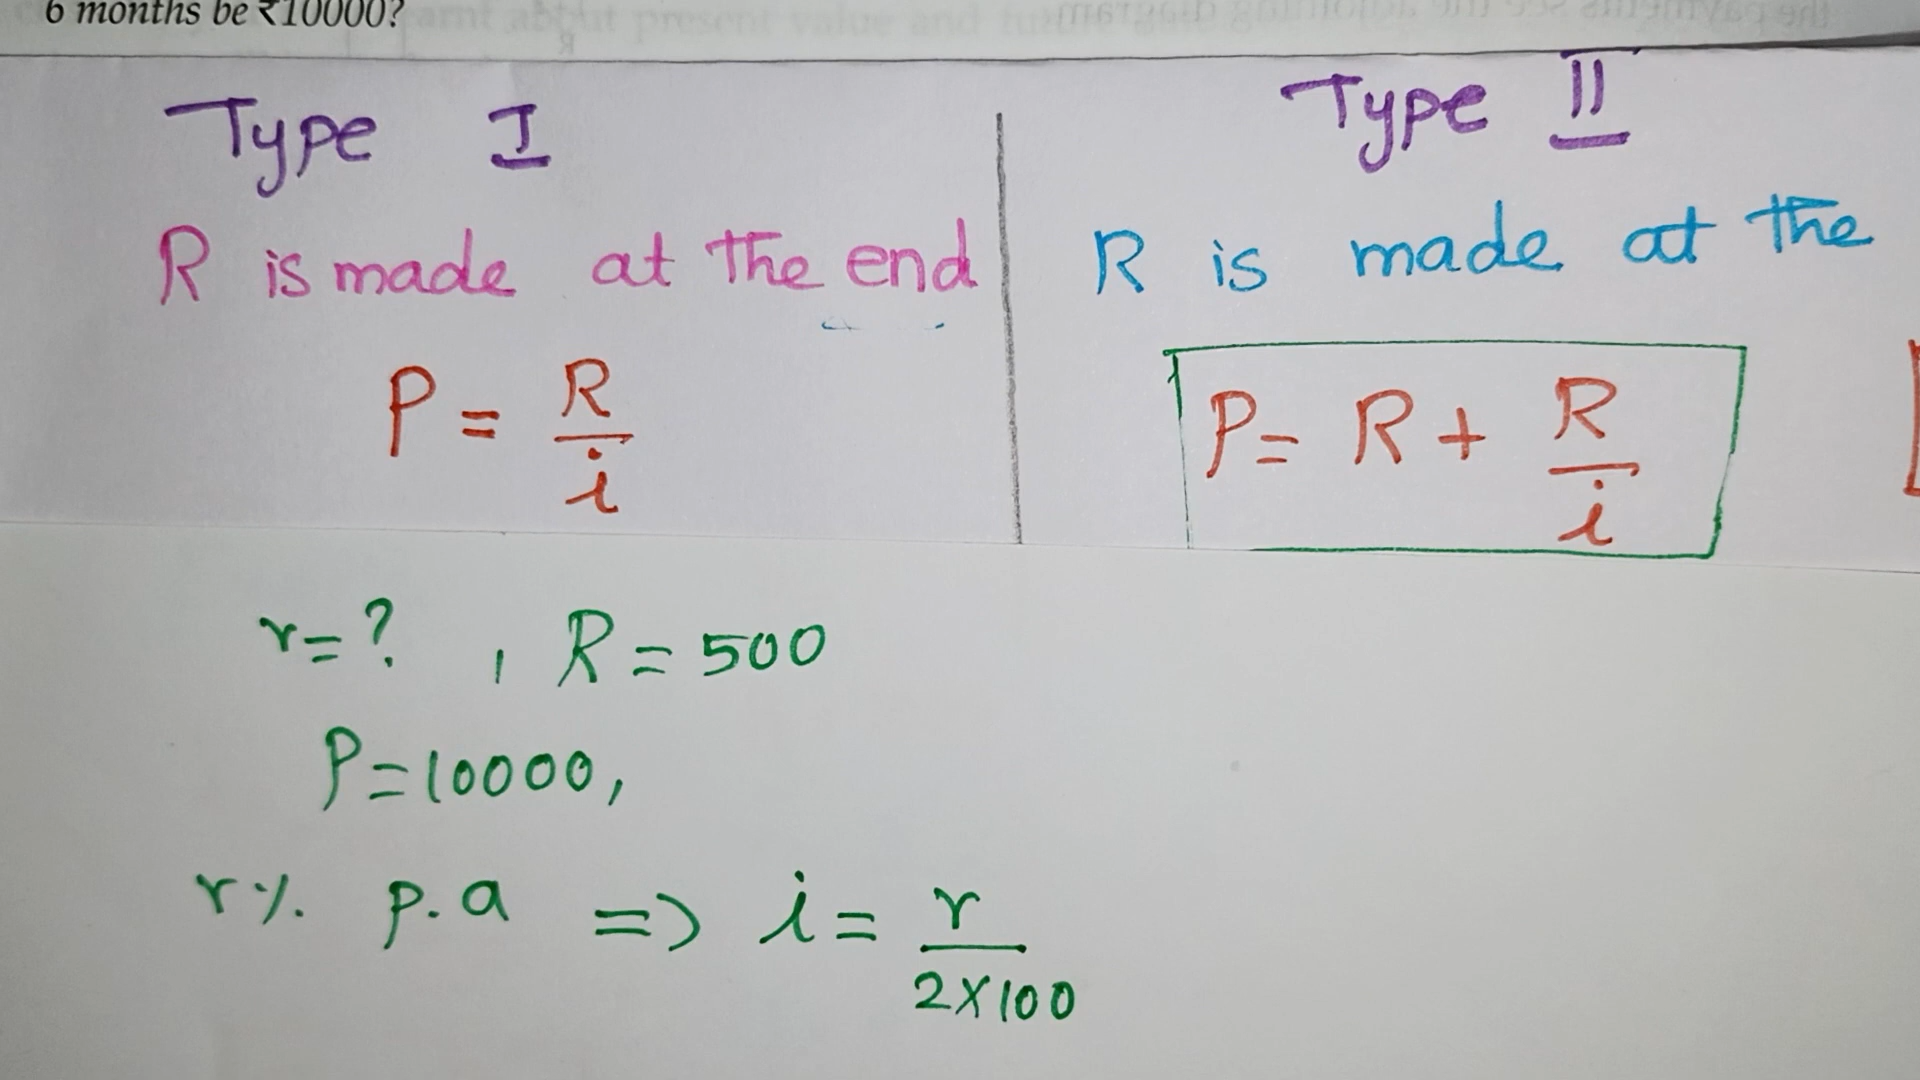 6 months be ₹10000?
Type I
R is made at the end
P = R/i
Type II
R is made at the
P = R + R/i
r = ? , R = 500
P = 10000,
r % p.a => i = r/2×100